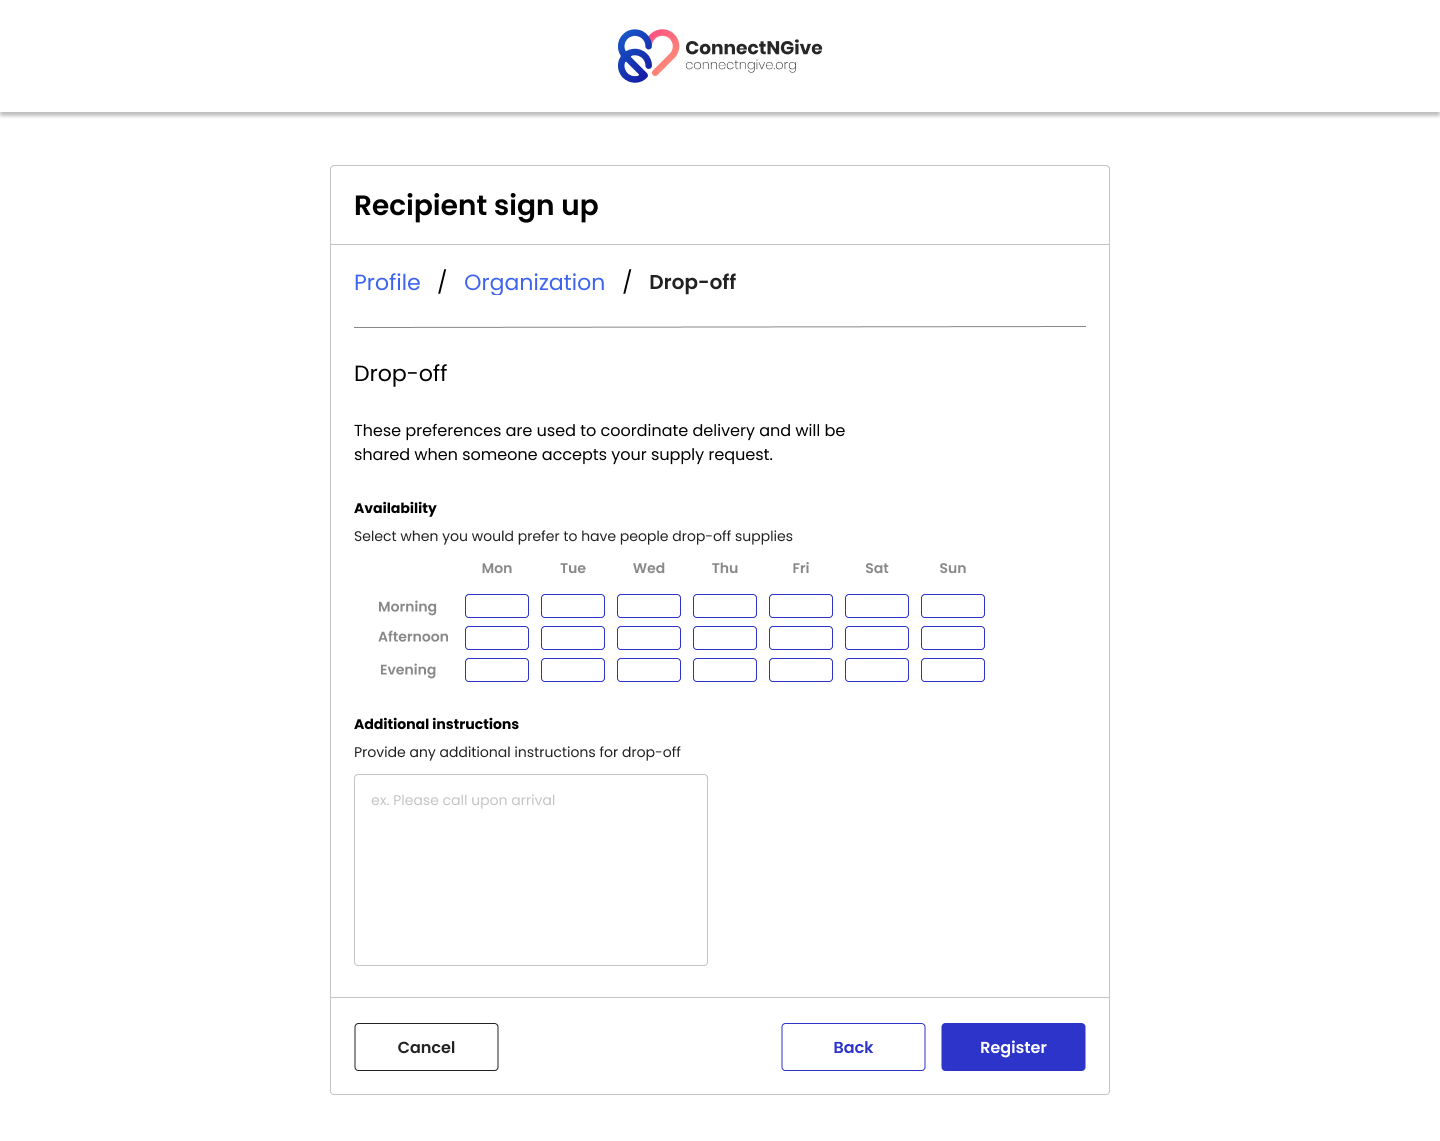 ConnectNGive
connectngive.org
Recipient sign up
Profile / Organization / Drop-off
Drop-off
These preferences are used to coordinate delivery and will be
shared when someone accepts your supply request.
Availability
Select when you would prefer to have people drop-off supplies
Mon Tue Wed Thu Fri Sat Sun
Morning
Afternoon
Evening
Additional instructions
Provide any additional instructions for drop-off
ex. Please call upon arrival
Cancel Back Register